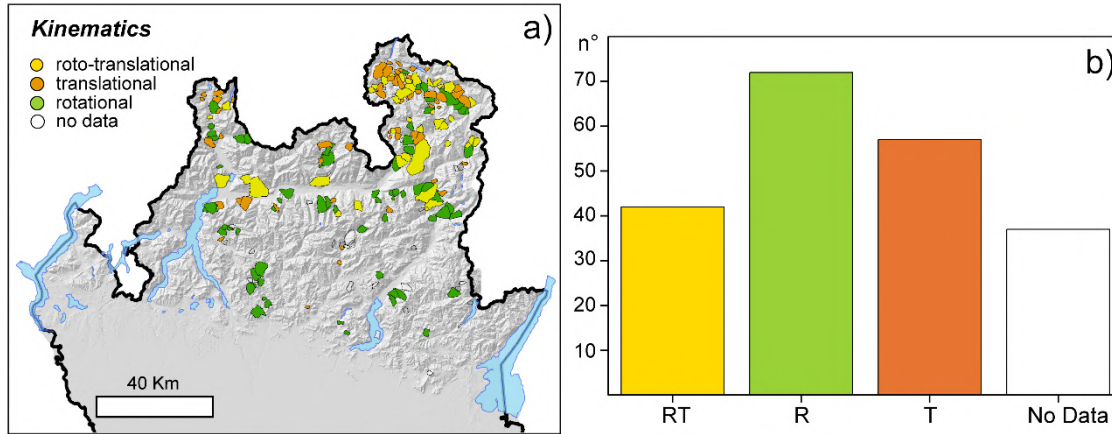 Kinematics
a)
roto-translational
translational
rotational
no data
40 Km
n°
b)
70
60
50
40
30
20
10
RT
R
T
No Data